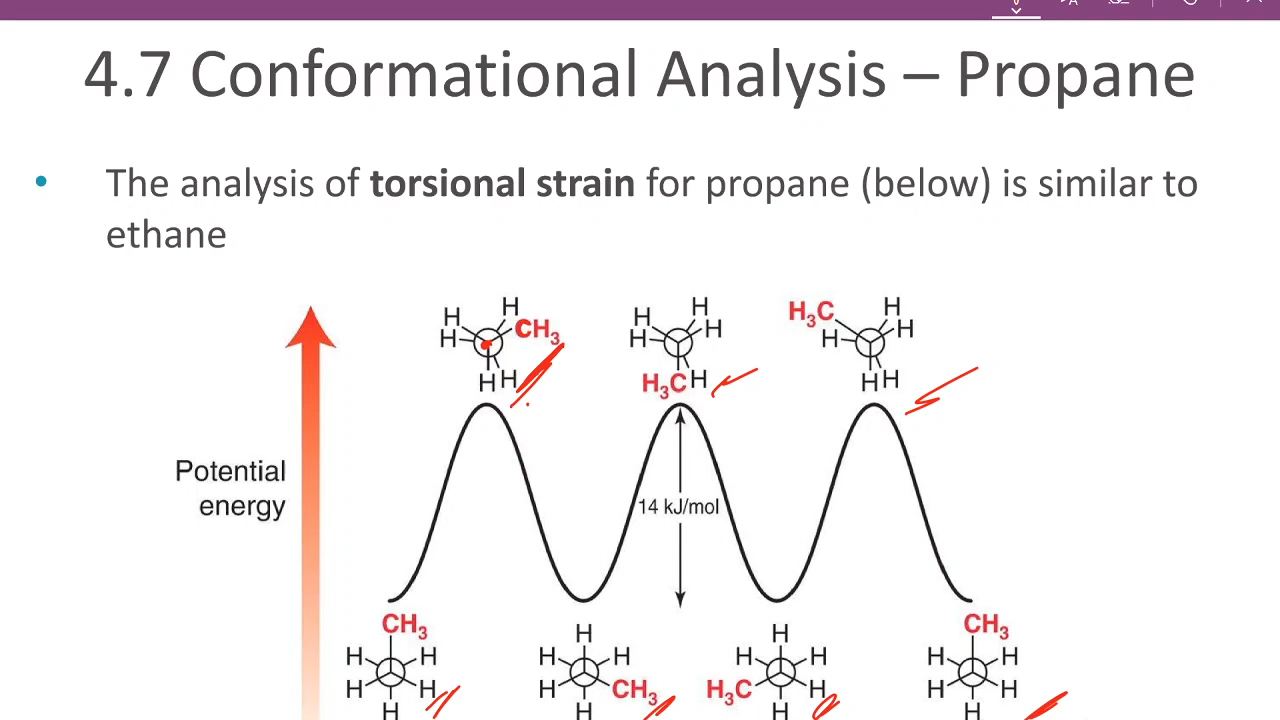 4.7 Conformational Analysis – Propane
• The analysis of torsional strain for propane (below) is similar to
ethane
H H CH₃ H H H
H H H H₃C H
H₃C H H H H H
Potential
energy
14 kJ/mol
CH₃ H H H H H
H H H H CH₃ H
H H H H₃C H H
CH₃ H H H H H